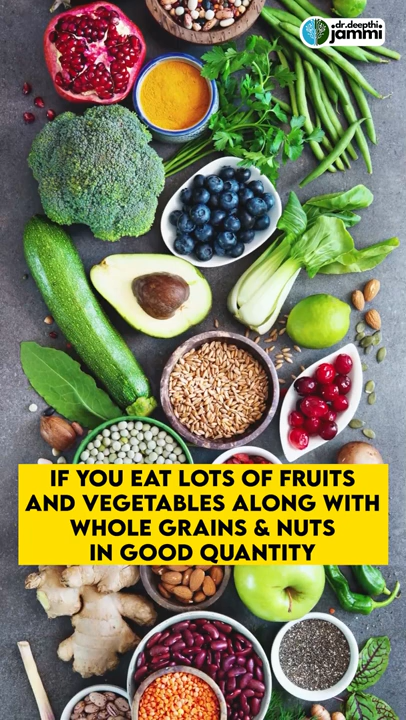 dr.deepthi
jammi
IF YOU EAT LOTS OF FRUITS
AND VEGETABLES ALONG WITH
WHOLE GRAINS & NUTS
IN GOOD QUANTITY